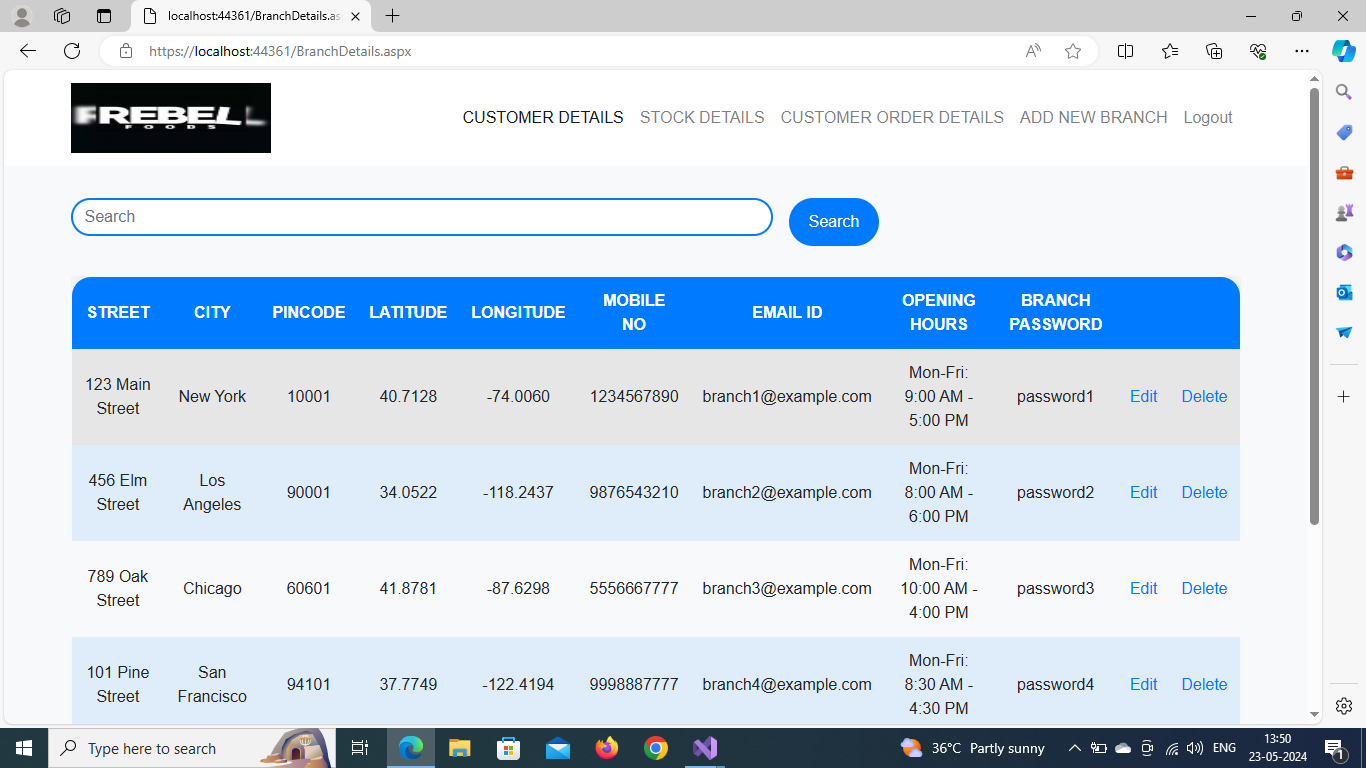 localhost:44361/BranchDetails.as
https://localhost:44361/BranchDetails.aspx
FREBEL L
FOODS
CUSTOMER DETAILS STOCK DETAILS CUSTOMER ORDER DETAILS ADD NEW BRANCH Logout
Search
Search
STREET CITY PINCODE LATITUDE LONGITUDE MOBILE NO EMAIL ID OPENING HOURS BRANCH PASSWORD
123 Main Street New York 10001 40.7128 -74.0060 1234567890 branch1@example.com Mon-Fri: 9:00 AM - 5:00 PM password1 Edit Delete
456 Elm Street Los Angeles 90001 34.0522 -118.2437 9876543210 branch2@example.com Mon-Fri: 8:00 AM - 6:00 PM password2 Edit Delete
789 Oak Street Chicago 60601 41.8781 -87.6298 5556667777 branch3@example.com Mon-Fri: 10:00 AM - 4:00 PM password3 Edit Delete
101 Pine Street San Francisco 94101 37.7749 -122.4194 9998887777 branch4@example.com Mon-Fri: 8:30 AM - 4:30 PM password4 Edit Delete
Type here to search
36°C Partly sunny
ENG
13:50
23-05-2024
1